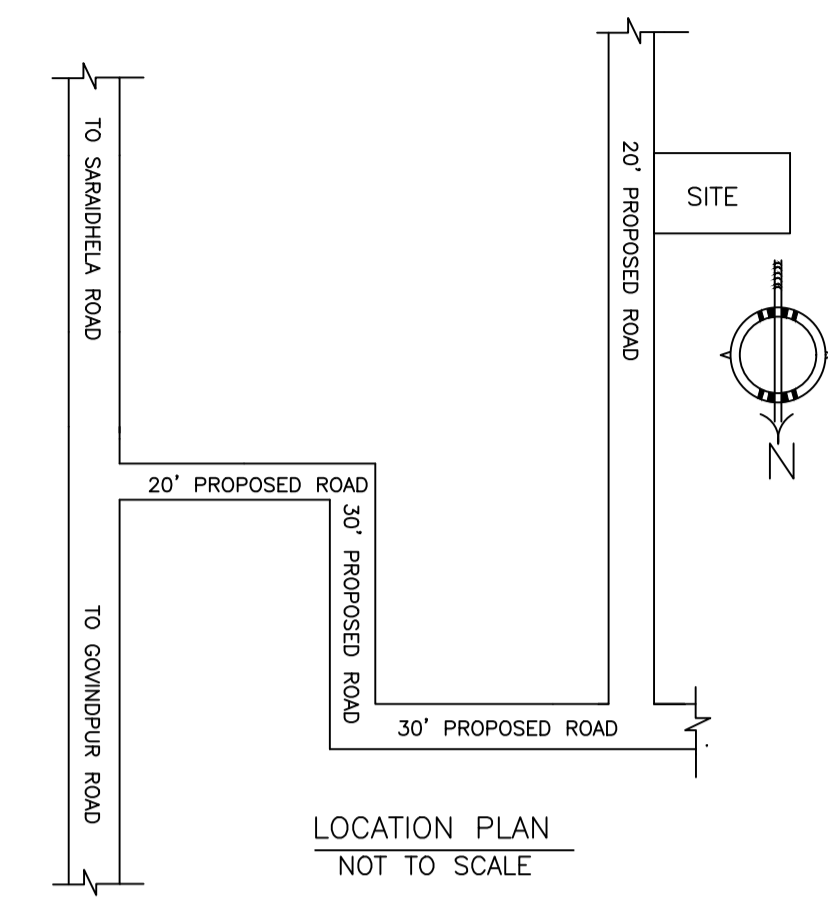 TO SARAIDHELA ROAD
20' PROPOSED ROAD
SITE
N
20' PROPOSED ROAD
30' PROPOSED ROAD
TO GOVINDPUR ROAD
30' PROPOSED ROAD
LOCATION PLAN
NOT TO SCALE